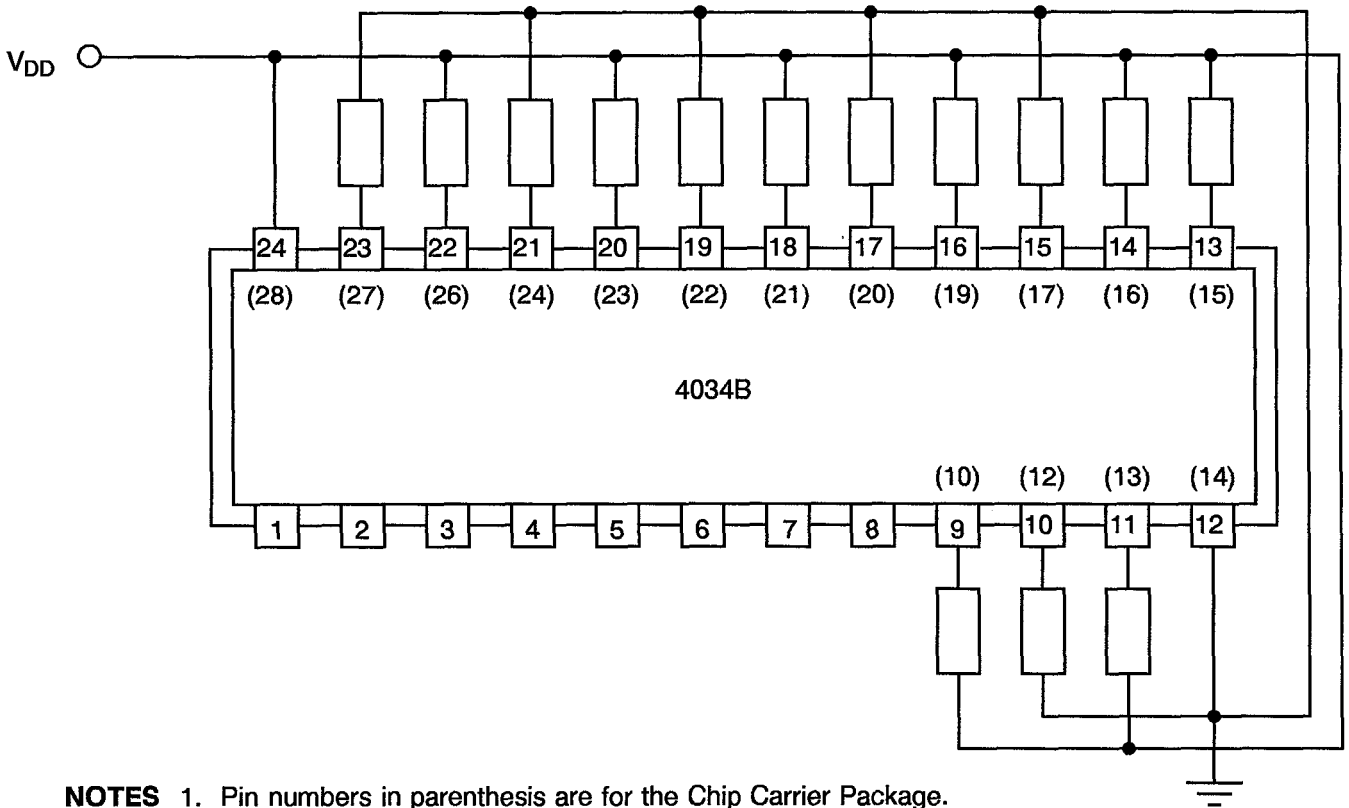 V_DD
24 23 22 21 20 19 18 17 16 15 14 13
(28) (27) (26) (24) (23) (22) (21) (20) (19) (17) (16) (15)
4034B
(10) (12) (13) (14)
1 2 3 4 5 6 7 8 9 10 11 12
NOTES 1. Pin numbers in parenthesis are for the Chip Carrier Package.